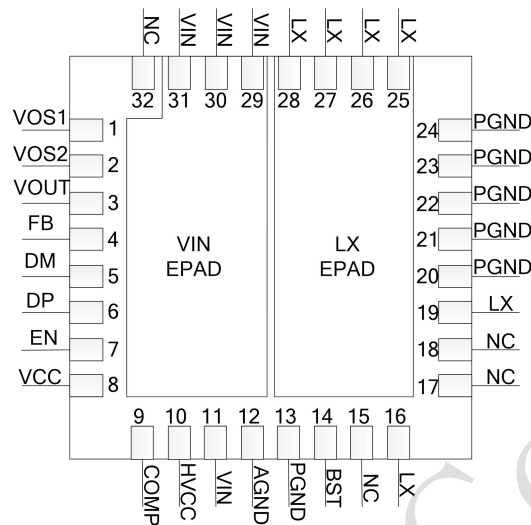 NC VIN VIN VIN LX LX LX LX
32 31 30 29 28 27 26 25
VOS1 1
VOS2 2
VOUT 3
FB 4
DM 5
DP 6
EN 7
VCC 8
VIN
EPAD
LX
EPAD
24 PGND
23 PGND
22 PGND
21 PGND
20 PGND
19 LX
18 NC
17 NC
9 10 11 12 13 14 15 16
COMP HVCC VIN AGND PGND BST NC LX